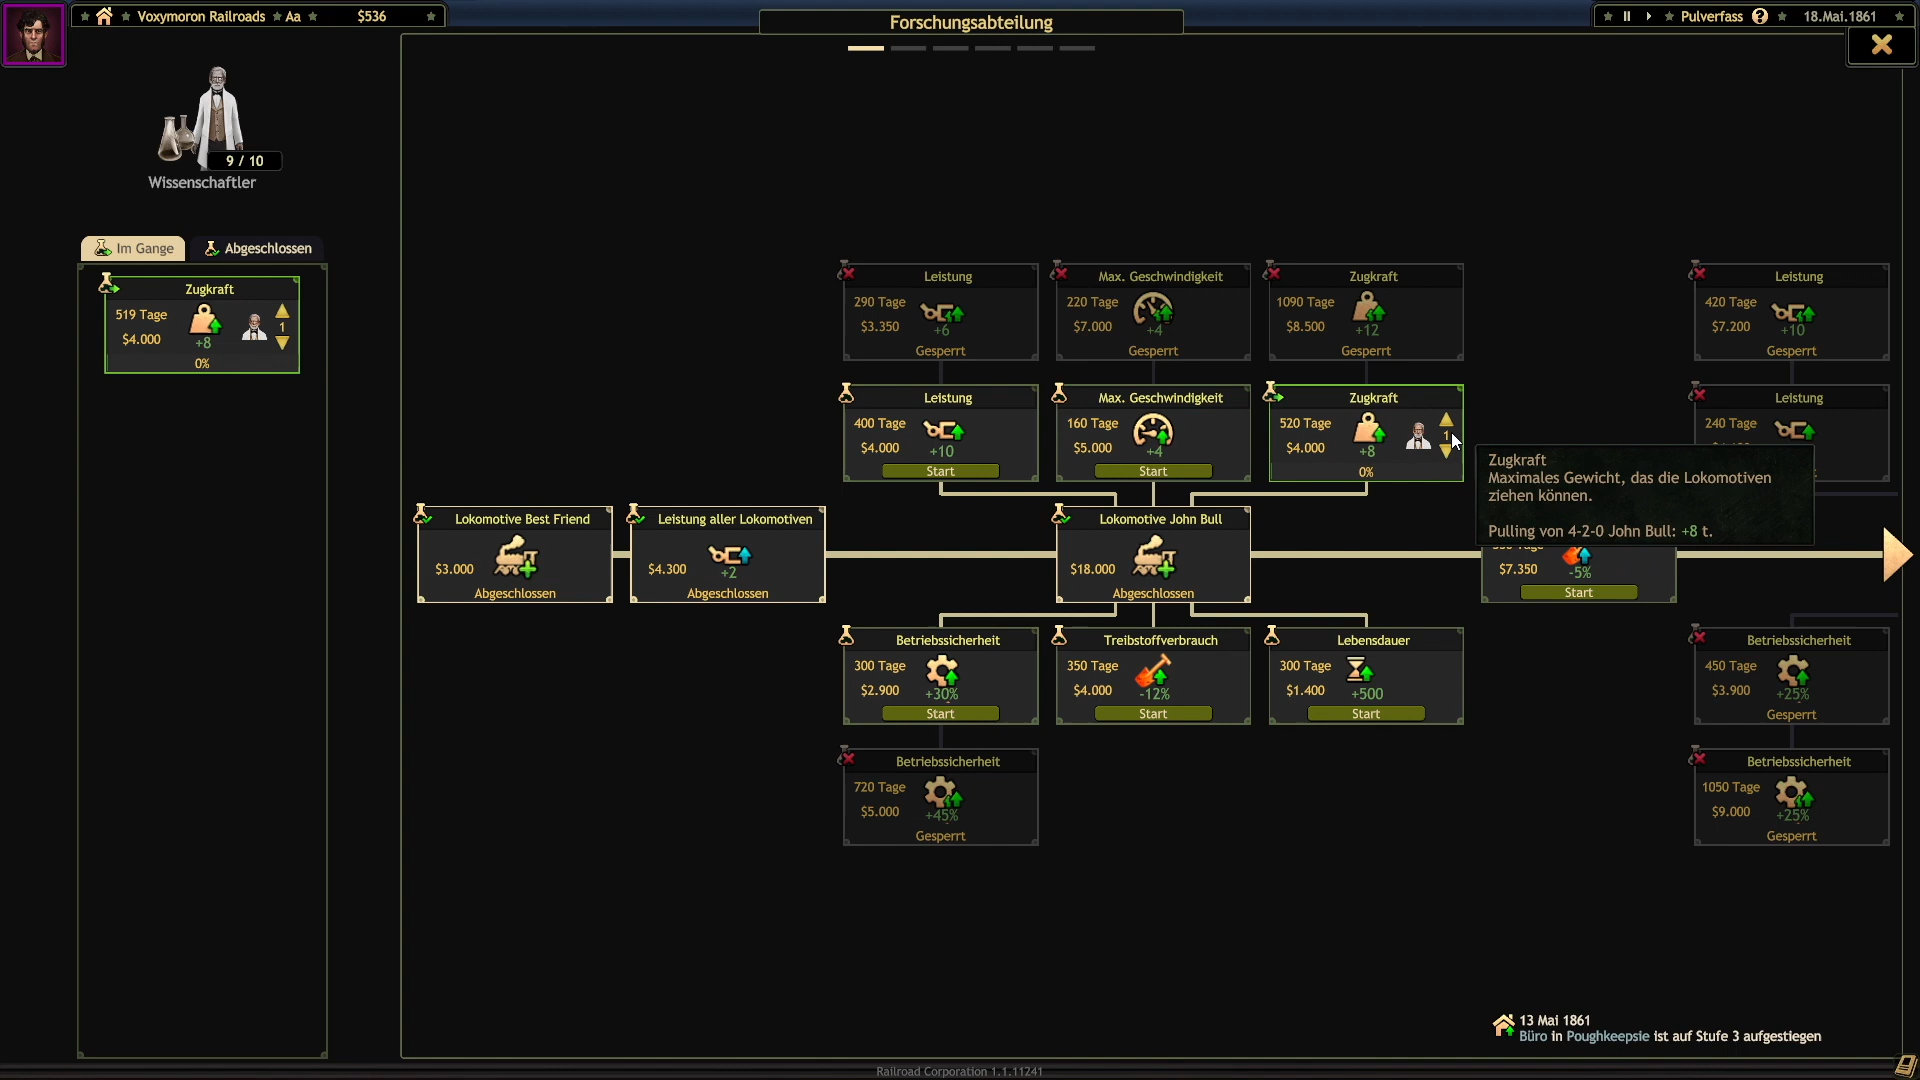 Voxymoron Railroads Aa $536
Forschungsabteilung
Pulverfass ? 18.Mai.1861
9 / 10
Wissenschaftler
Im Gange
Abgeschlossen
Zugkraft
519 Tage
$4.000
+8
1
0%
Leistung
290 Tage
$3.350
+6
Gesperrt
Max. Geschwindigkeit
220 Tage
$7.000
+4
Gesperrt
Zugkraft
1090 Tage
$8.500
+12
Gesperrt
Leistung
420 Tage
$7.200
+10
Gesperrt
Leistung
400 Tage
$4.000
+10
Start
Max. Geschwindigkeit
160 Tage
$5.000
+4
Start
Zugkraft
520 Tage
$4.000
+8
1
0%
Leistung
240 Tage
Zugkraft
Maximales Gewicht, das die Lokomotiven
ziehen können.
Pulling von 4-2-0 John Bull: +8 t.
Lokomotive Best Friend
$3.000
Abgeschlossen
Leistung aller Lokomotiven
$4.300
+2
Abgeschlossen
Lokomotive John Bull
$18.000
Abgeschlossen
$7.350
-5%
Start
Betriebssicherheit
300 Tage
$2.900
+30%
Start
Treibstoffverbrauch
350 Tage
$4.000
-12%
Start
Lebensdauer
300 Tage
$1.400
+500
Start
Betriebssicherheit
450 Tage
$3.900
+25%
Gesperrt
Betriebssicherheit
720 Tage
$5.000
+45%
Gesperrt
Betriebssicherheit
1050 Tage
$9.000
+25%
Gesperrt
13 Mai 1861
Büro in Poughkeepsie ist auf Stufe 3 aufgestiegen
Railroad Corporation 1.1.11241